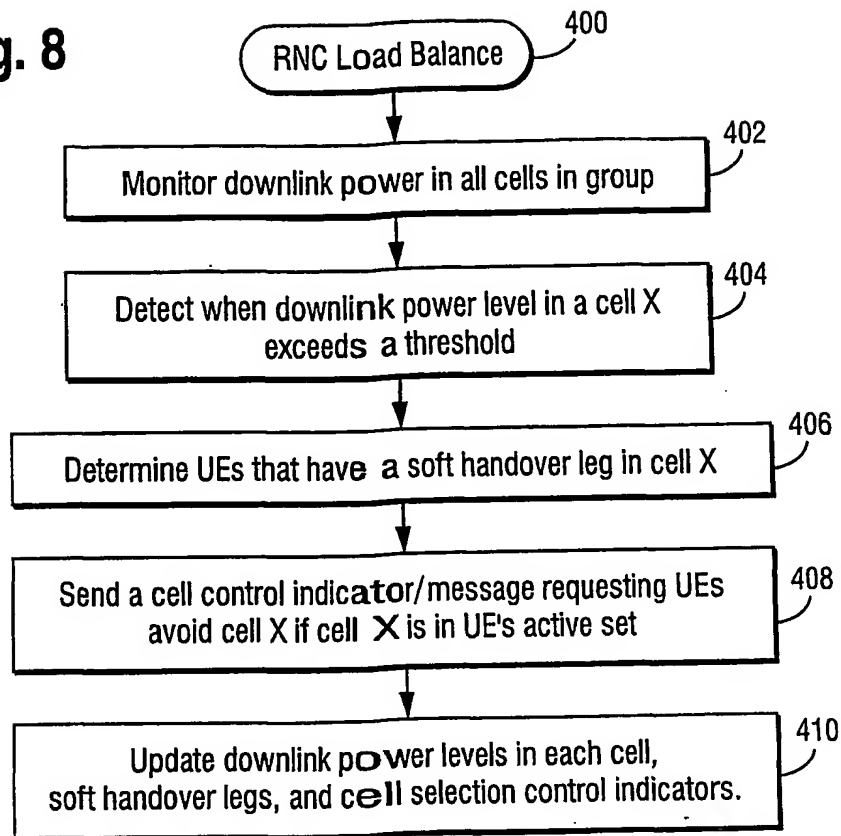 g. 8
RNC Load Balance
400
402
Monitor downlink power in all cells in group
404
Detect when downlink power level in a cell X
exceeds a threshold
406
Determine UEs that have a soft handover leg in cell X
408
Send a cell control indicator/message requesting UEs
avoid cell X if cell X is in UE's active set
410
Update downlink power levels in each cell,
soft handover legs, and cell selection control indicators.